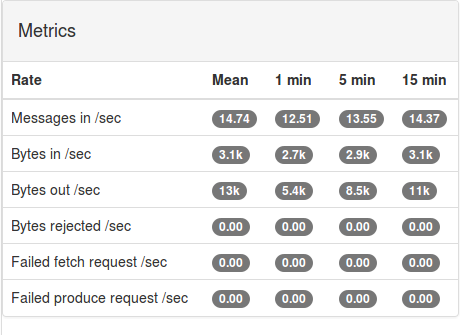 Metrics
Rate Mean 1 min 5 min 15 min
Messages in /sec 14.74 12.51 13.55 14.37
Bytes in /sec 3.1k 2.7k 2.9k 3.1k
Bytes out /sec 13k 5.4k 8.5k 11k
Bytes rejected /sec 0.00 0.00 0.00 0.00
Failed fetch request /sec 0.00 0.00 0.00 0.00
Failed produce request /sec 0.00 0.00 0.00 0.00